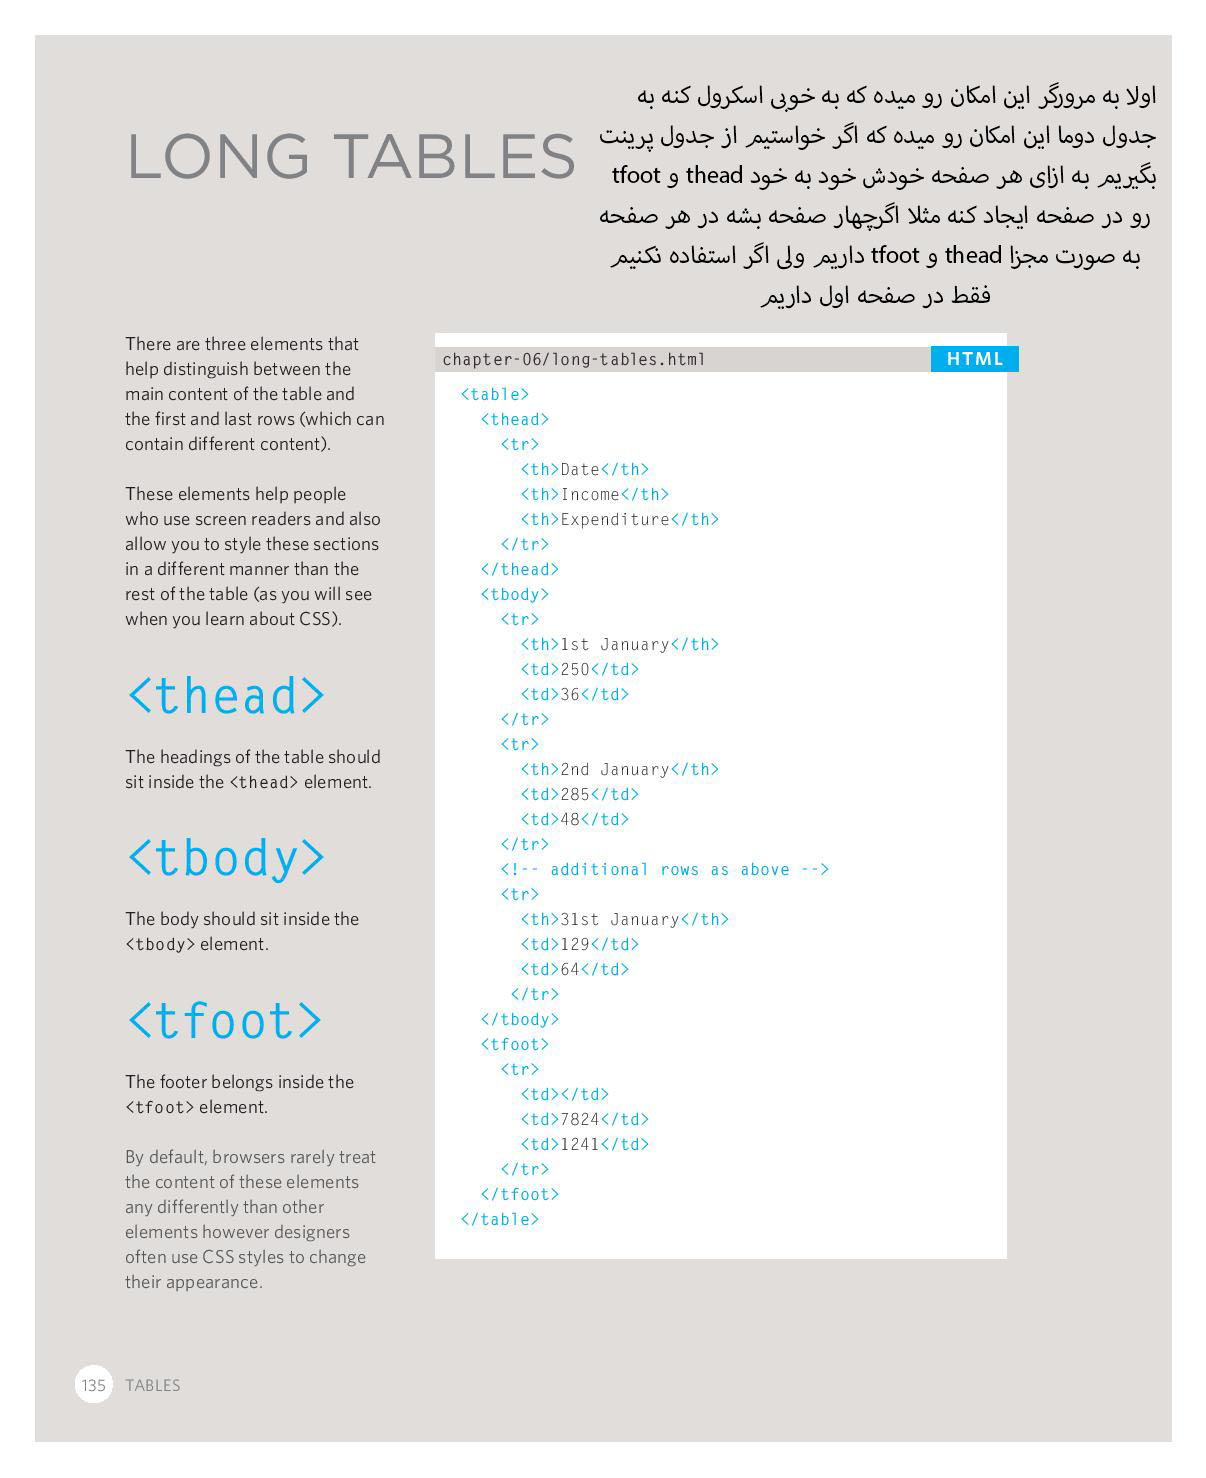 LONG TABLES
اولا به مرورگر این امکان رو میده که به خوبی اسکرول کنه به
جدول دوما این امکان رو میده که اگر خواستیم از جدول پرینت
بگیریم به ازای هر صفحه خودش خود به خود thead و tfoot
رو در صفحه ایجاد کنه مثلا اگرچهار صفحه بشه در هر صفحه
به صورت مجزا thead و tfoot داریم ولی اگر استفاده نکنیم
فقط در صفحه اول داریم
There are three elements that
help distinguish between the
main content of the table and
the first and last rows (which can
contain different content).
These elements help people
who use screen readers and also
allow you to style these sections
in a different manner than the
rest of the table (as you will see
when you learn about CSS).
<thead>
The headings of the table should
sit inside the <thead> element.
<tbody>
The body should sit inside the
<tbody> element.
<tfoot>
The footer belongs inside the
<tfoot> element.
By default, browsers rarely treat
the content of these elements
any differently than other
elements however designers
often use CSS styles to change
their appearance.
chapter-06/long-tables.html HTML
<table>
<thead>
<tr>
<th>Date</th>
<th>Income</th>
<th>Expenditure</th>
</tr>
</thead>
<tbody>
<tr>
<th>1st January</th>
<td>250</td>
<td>36</td>
</tr>
<tr>
<th>2nd January</th>
<td>285</td>
<td>48</td>
</tr>
<!-- additional rows as above -->
<tr>
<th>31st January</th>
<td>129</td>
<td>64</td>
</tr>
</tbody>
<tfoot>
<tr>
<td></td>
<td>7824</td>
<td>1241</td>
</tr>
</tfoot>
</table>
135 TABLES